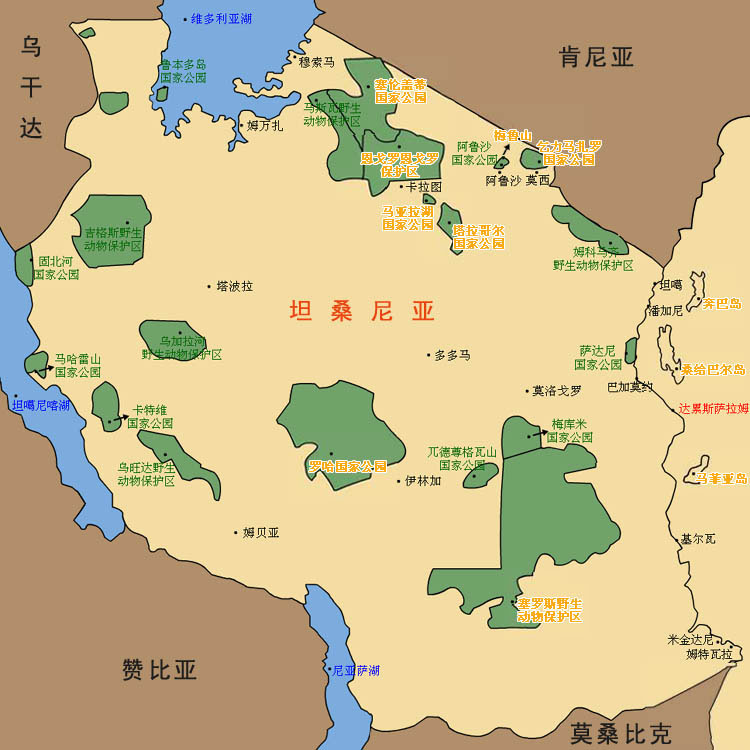 维多利亚湖
乌
干
达
肯尼亚
穆索马
鲁本多岛
国家公园
塞伦盖蒂
国家公园
马斯瓦野生
动物保护区
姆万扎
梅鲁山
阿鲁沙
国家公园
乞力马扎罗
国家公园
恩戈罗恩戈罗
保护区
卡拉图
阿鲁沙
莫西
马亚拉湖
国家公园
塔拉哥尔
国家公园
吉格斯野生
动物保护区
姆科马齐
野生动物保护区
固北河
国家公园
塔波拉
坦噶
奔巴岛
潘加尼
坦桑尼亚
乌加拉河
野生动物保护区
多多马
萨达尼
国家公园
马哈雷山
国家公园
桑给巴尔岛
巴加莫约
莫洛戈罗
坦噶尼喀湖
卡特维
国家公园
达累斯萨拉姆
梅库米
国家公园
兀德尊格瓦山
国家公园
乌旺达野生
动物保护区
罗哈国家公园
伊林加
马菲亚岛
姆贝亚
基尔瓦
塞罗斯野生
动物保护区
米金达尼
姆特瓦拉
赞比亚
尼亚萨湖
莫桑比克